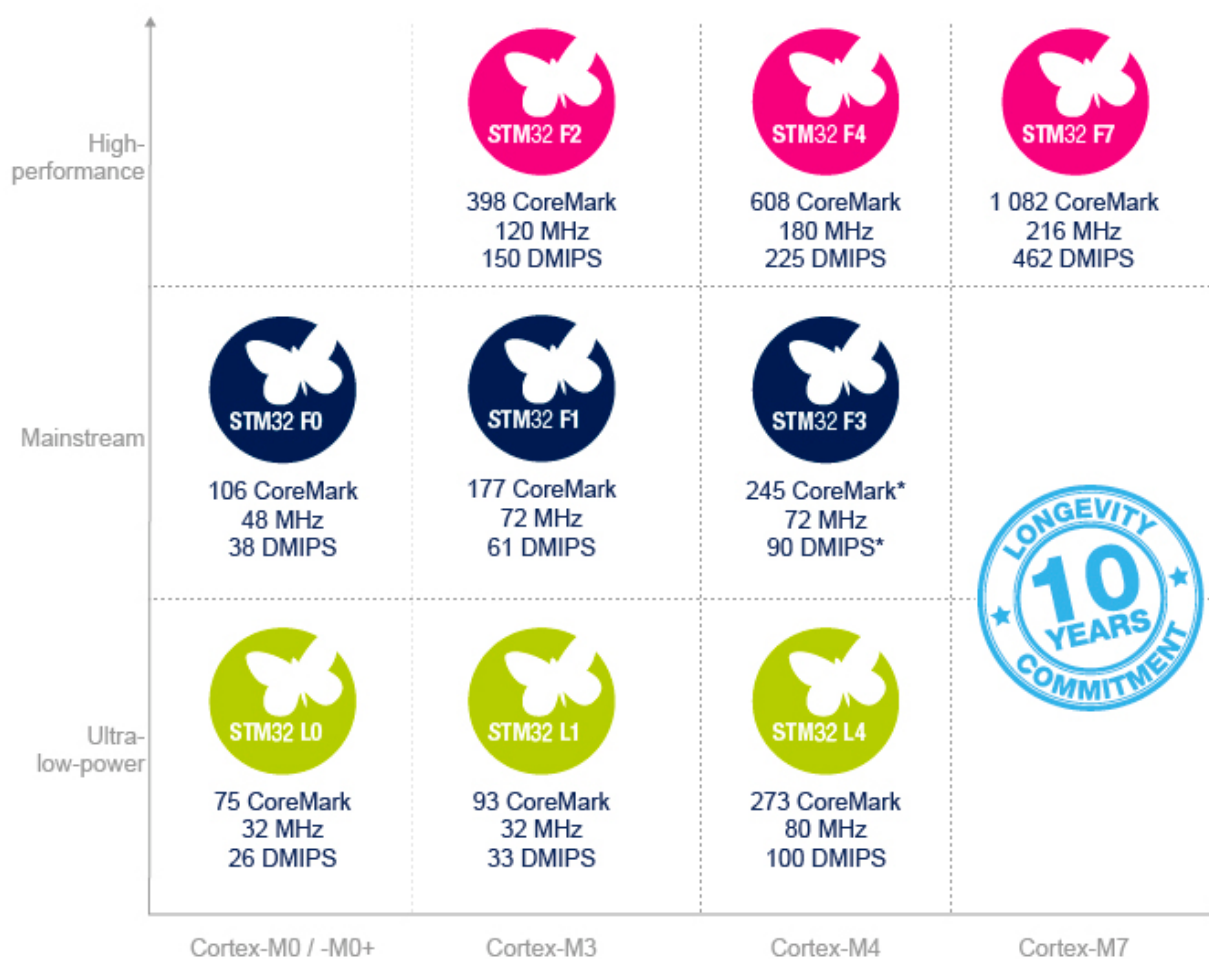 High-
performance
STM32 F2
398 CoreMark
120 MHz
150 DMIPS
STM32 F4
608 CoreMark
180 MHz
225 DMIPS
STM32 F7
1 082 CoreMark
216 MHz
462 DMIPS
Mainstream
STM32 F0
106 CoreMark
48 MHz
38 DMIPS
STM32 F1
177 CoreMark
72 MHz
61 DMIPS
STM32 F3
245 CoreMark*
72 MHz
90 DMIPS*
LONGEVITY
10
YEARS
COMMITMENT
Ultra-
low-power
STM32 L0
75 CoreMark
32 MHz
26 DMIPS
STM32 L1
93 CoreMark
32 MHz
33 DMIPS
STM32 L4
273 CoreMark
80 MHz
100 DMIPS
Cortex-M0 / -M0+
Cortex-M3
Cortex-M4
Cortex-M7